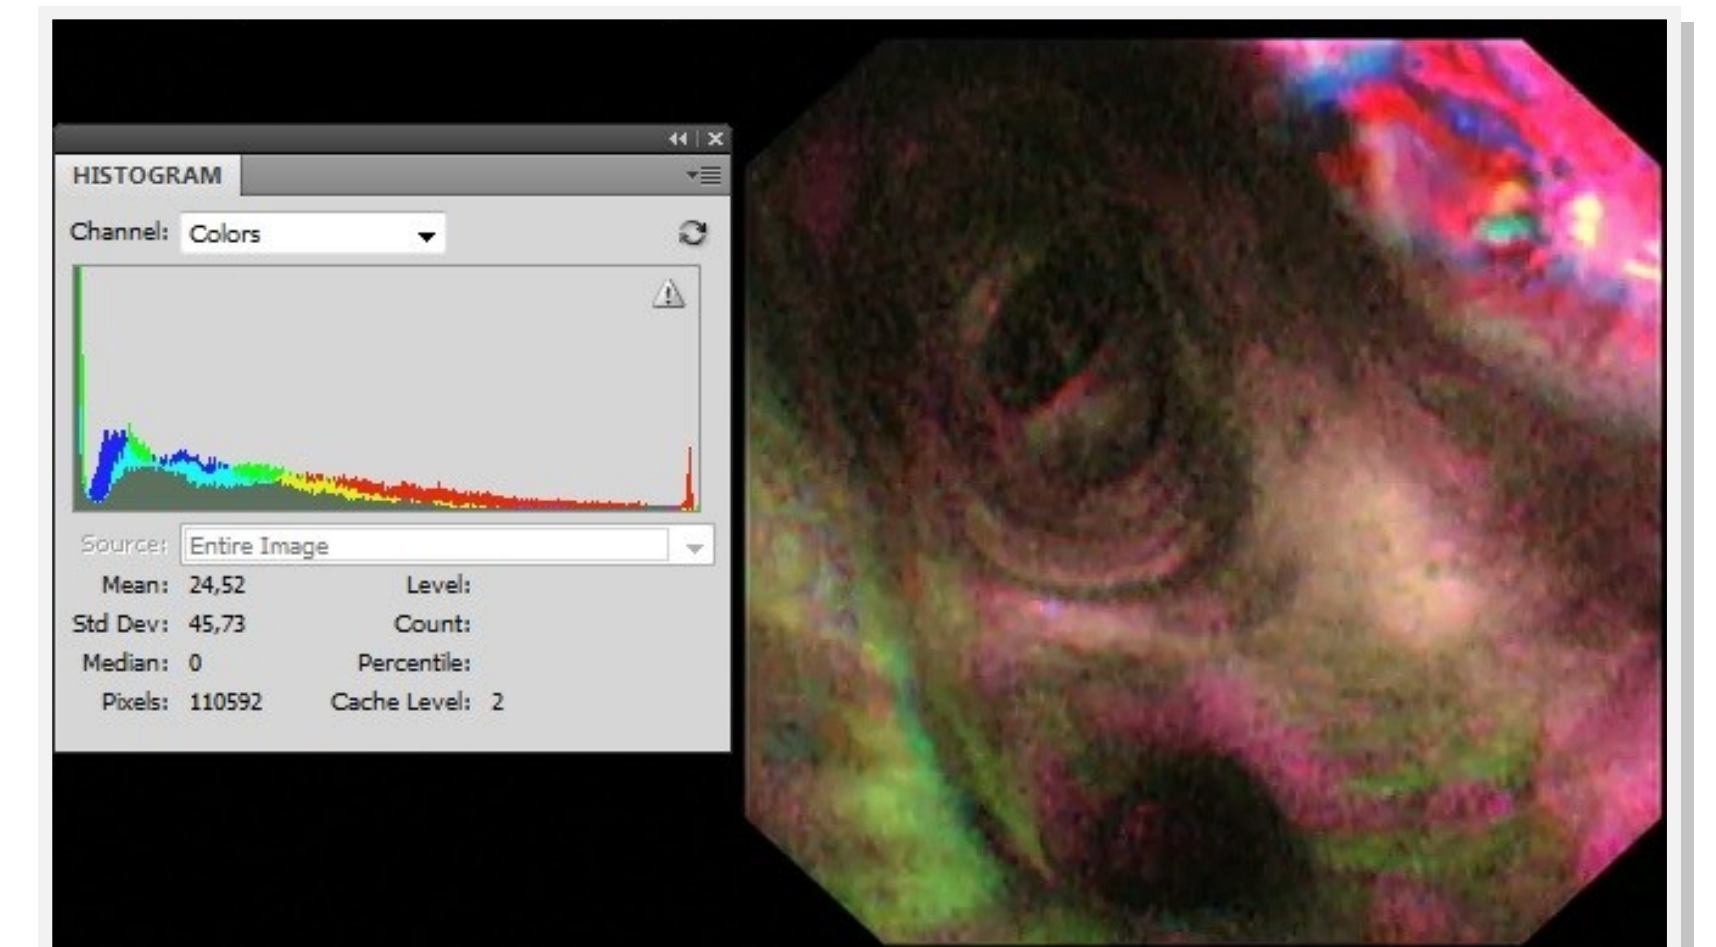 HISTOGRAM
Channel: Colors
Source: Entire Image
Mean: 24,52 Level:
Std Dev: 45,73 Count:
Median: 0 Percentile:
Pixels: 110592 Cache Level: 2